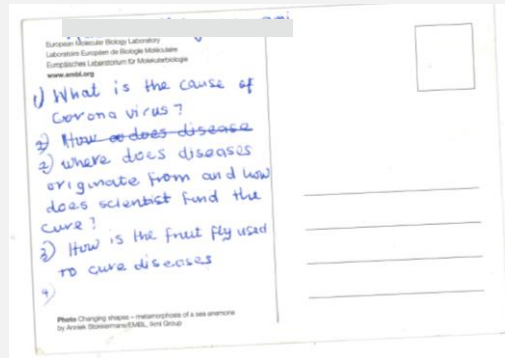 European Molecular Biology Laboratory
Laboratoire Européen de Biologie Moléculaire
Europäisches Laboratorium für Molekularbiologie
www.embl.org
1) What is the cause of
Corona virus?
2) How do does disease
2) where does diseases
originate from and how
does scientist find the
cure?
3) How is the fruit fly used
To cure diseases
4)
Photo Changing shapes – metamorphosis of a sea anemone
by Anniek Stokkermans/EMBL, Ikmi Group